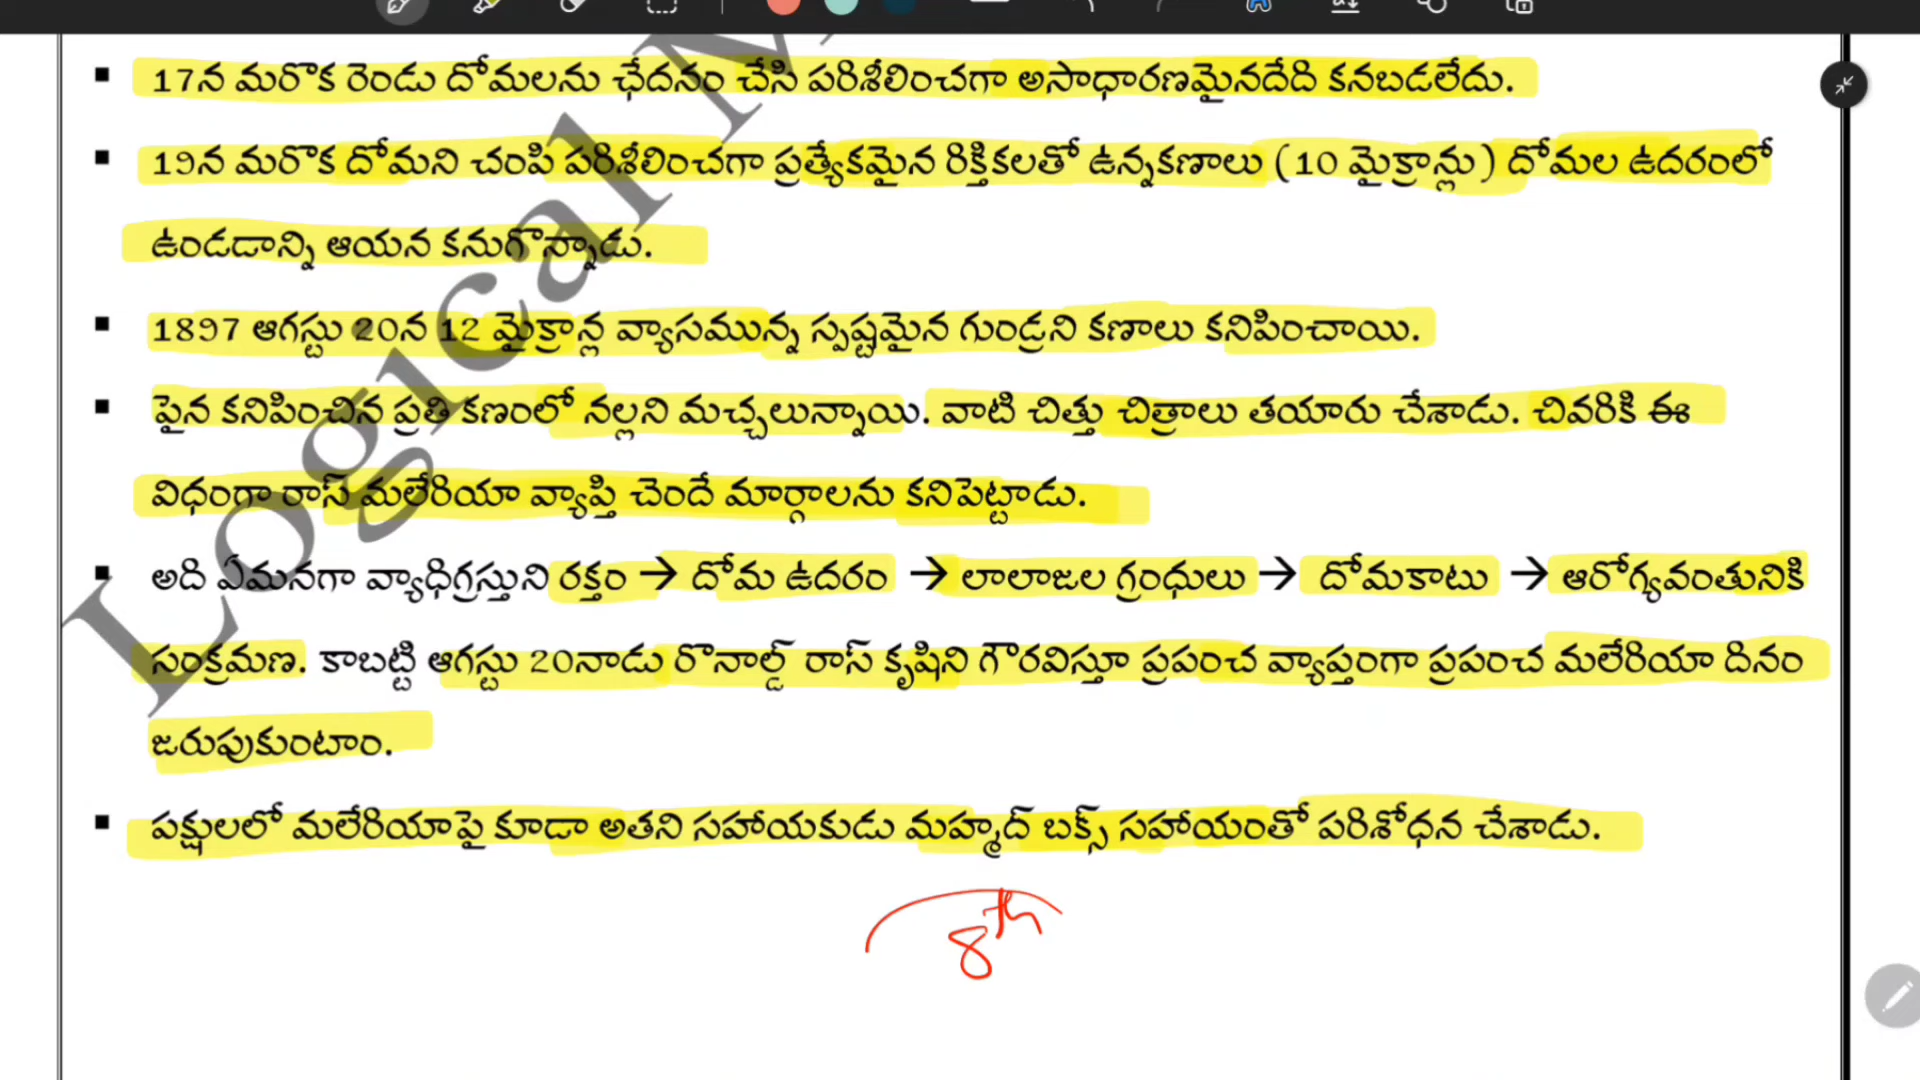 17న మరొక రెండు దోమలను ఛేదనం చేసి పరిశీలించగా అసాధారణమైనదేది కనబడలేదు.
19న మరొక దోమని చంపి పరిశీలించగా ప్రత్యేకమైన రిక్తికలతో ఉన్నకణాలు (10 మైక్రాన్లు) దోమల ఉదరంలో
ఉండడాన్ని ఆయన కనుగొన్నాడు.
1897 ఆగస్టు 20న 12 మైక్రాన్ల వ్యాసమున్న స్పష్టమైన గుండ్రని కణాలు కనిపించాయి.
పైన కనిపించిన ప్రతి కణంలో నల్లని మచ్చలున్నాయి. వాటి చిత్తు చిత్రాలు తయారు చేశాడు. చివరికి ఈ
విధంగా రాస్ మలేరియా వ్యాప్తి చెందే మార్గాలను కనిపెట్టాడు.
అది ఏమనగా వ్యాధిగ్రస్తుని రక్తం → దోమ ఉదరం → లాలాజల గ్రంధులు → దోమకాటు → ఆరోగ్యవంతునికి
సంక్రమణ. కాబట్టి ఆగస్టు 20నాడు రొనాల్డ్ రాస్ కృషిని గౌరవిస్తూ ప్రపంచ వ్యాప్తంగా ప్రపంచ మలేరియా దినం
జరుపుకుంటాం.
పక్షులలో మలేరియాపై కూడా అతని సహాయకుడు మహ్మద్ బక్స్ సహాయంతో పరిశోధన చేశాడు.
8th
Logical M